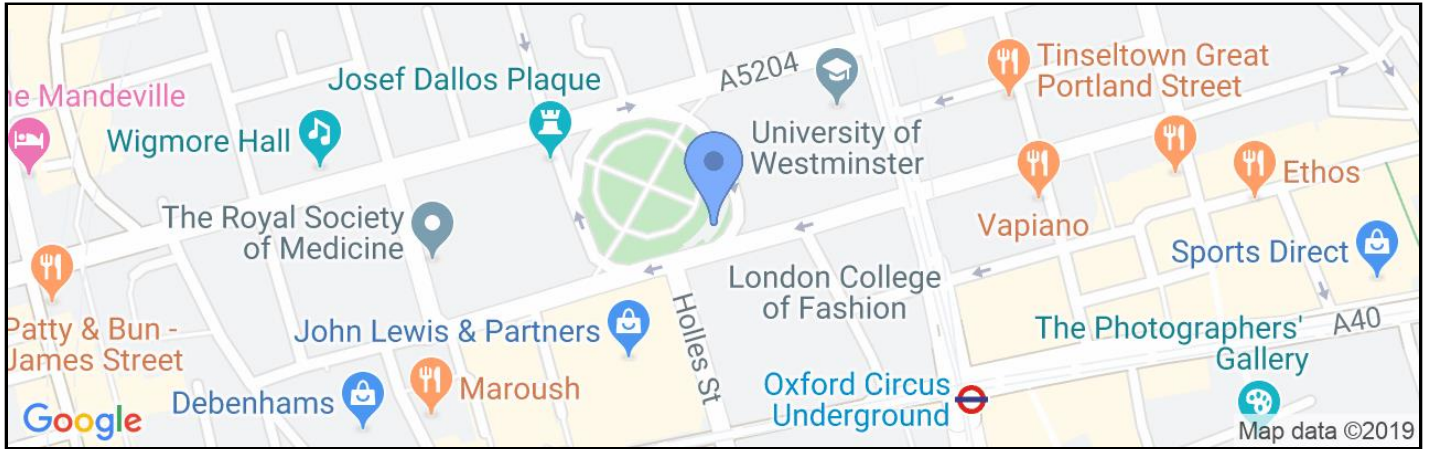 A5204
Tinseltown Great
Portland Street
Josef Dallos Plaque
ne Mandeville
Wigmore Hall
University of
Westminster
Ethos
The Royal Society
of Medicine
Vapiano
Sports Direct
London College
of Fashion
Holles St
John Lewis & Partners
Patty & Bun -
James Street
The Photographers'
Gallery
A40
Maroush
Debenhams
Oxford Circus
Underground
Google
Map data ©2019